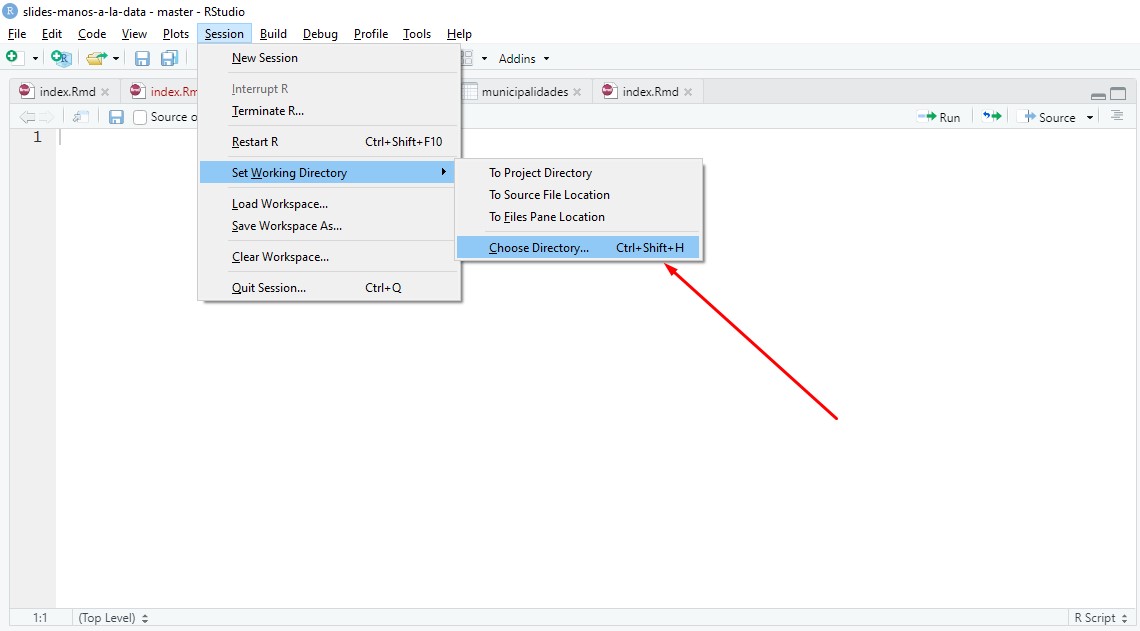 slides-manos-a-la-data - master - RStudio
File Edit Code View Plots Session Build Debug Profile Tools Help
Addins
index.Rmd index.Rm municipalidades index.Rmd
Source o Run Source
1
New Session
Interrupt R
Terminate R...
Restart R Ctrl+Shift+F10
Set Working Directory
Load Workspace...
Save Workspace As...
Clear Workspace...
Quit Session... Ctrl+Q
To Project Directory
To Source File Location
To Files Pane Location
Choose Directory... Ctrl+Shift+H
1:1 (Top Level) R Script